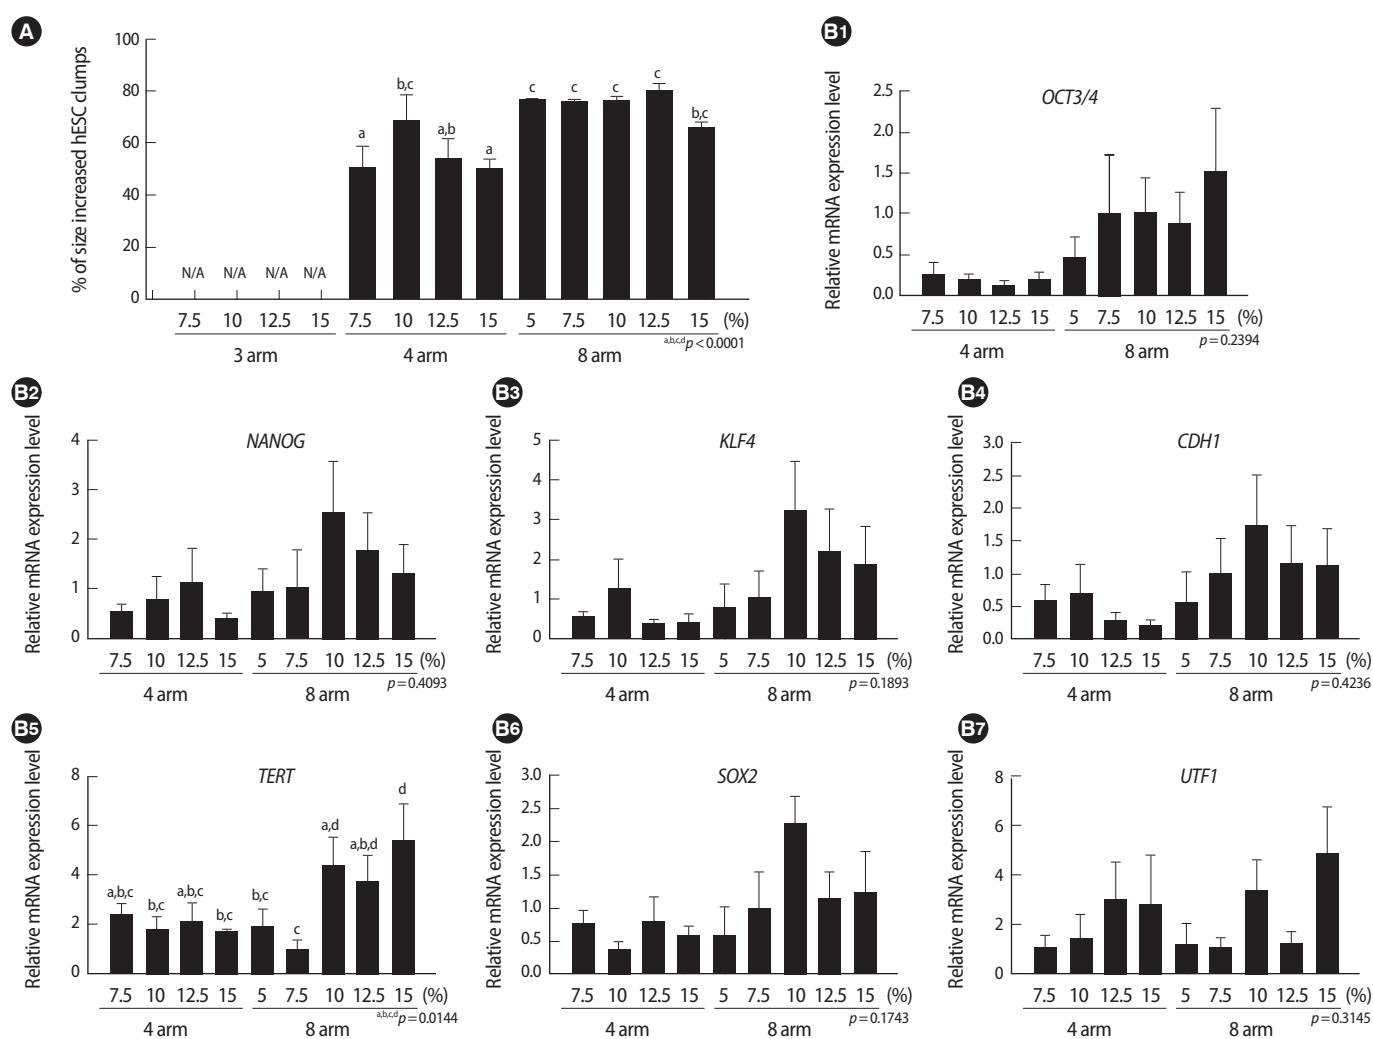 A
% of size increased hESC clumps
100
80
60
40
20
0
N/A N/A N/A N/A
a b,c a,b a c c c c b,c
7.5 10 12.5 15 7.5 10 12.5 15 5 7.5 10 12.5 15 (%)
3 arm 4 arm 8 arm
a,b,c,d p < 0.0001
B1
Relative mRNA expression level
OCT3/4
2.5
2.0
1.5
1.0
0.5
0.0
7.5 10 12.5 15 5 7.5 10 12.5 15 (%)
4 arm 8 arm
p = 0.2394
B2
Relative mRNA expression level
NANOG
4
3
2
1
0
7.5 10 12.5 15 5 7.5 10 12.5 15 (%)
4 arm 8 arm
p = 0.4093
B3
Relative mRNA expression level
KLF4
5
4
3
2
1
0
7.5 10 12.5 15 5 7.5 10 12.5 15 (%)
4 arm 8 arm
p = 0.1893
B4
Relative mRNA expression level
CDH1
3.0
2.5
2.0
1.5
1.0
0.5
0.0
7.5 10 12.5 15 5 7.5 10 12.5 15 (%)
4 arm 8 arm
p = 0.4236
B5
Relative mRNA expression level
TERT
8
6
4
2
0
a,b,c b,c a,b,c b,c b,c c a,d a,b,d d
7.5 10 12.5 15 5 7.5 10 12.5 15 (%)
4 arm 8 arm
a,b,c,d p = 0.0144
B6
Relative mRNA expression level
SOX2
3.0
2.5
2.0
1.5
1.0
0.5
0.0
7.5 10 12.5 15 5 7.5 10 12.5 15 (%)
4 arm 8 arm
p = 0.1743
B7
Relative mRNA expression level
UTF1
8
6
4
2
0
7.5 10 12.5 15 5 7.5 10 12.5 15 (%)
4 arm 8 arm
p = 0.3145